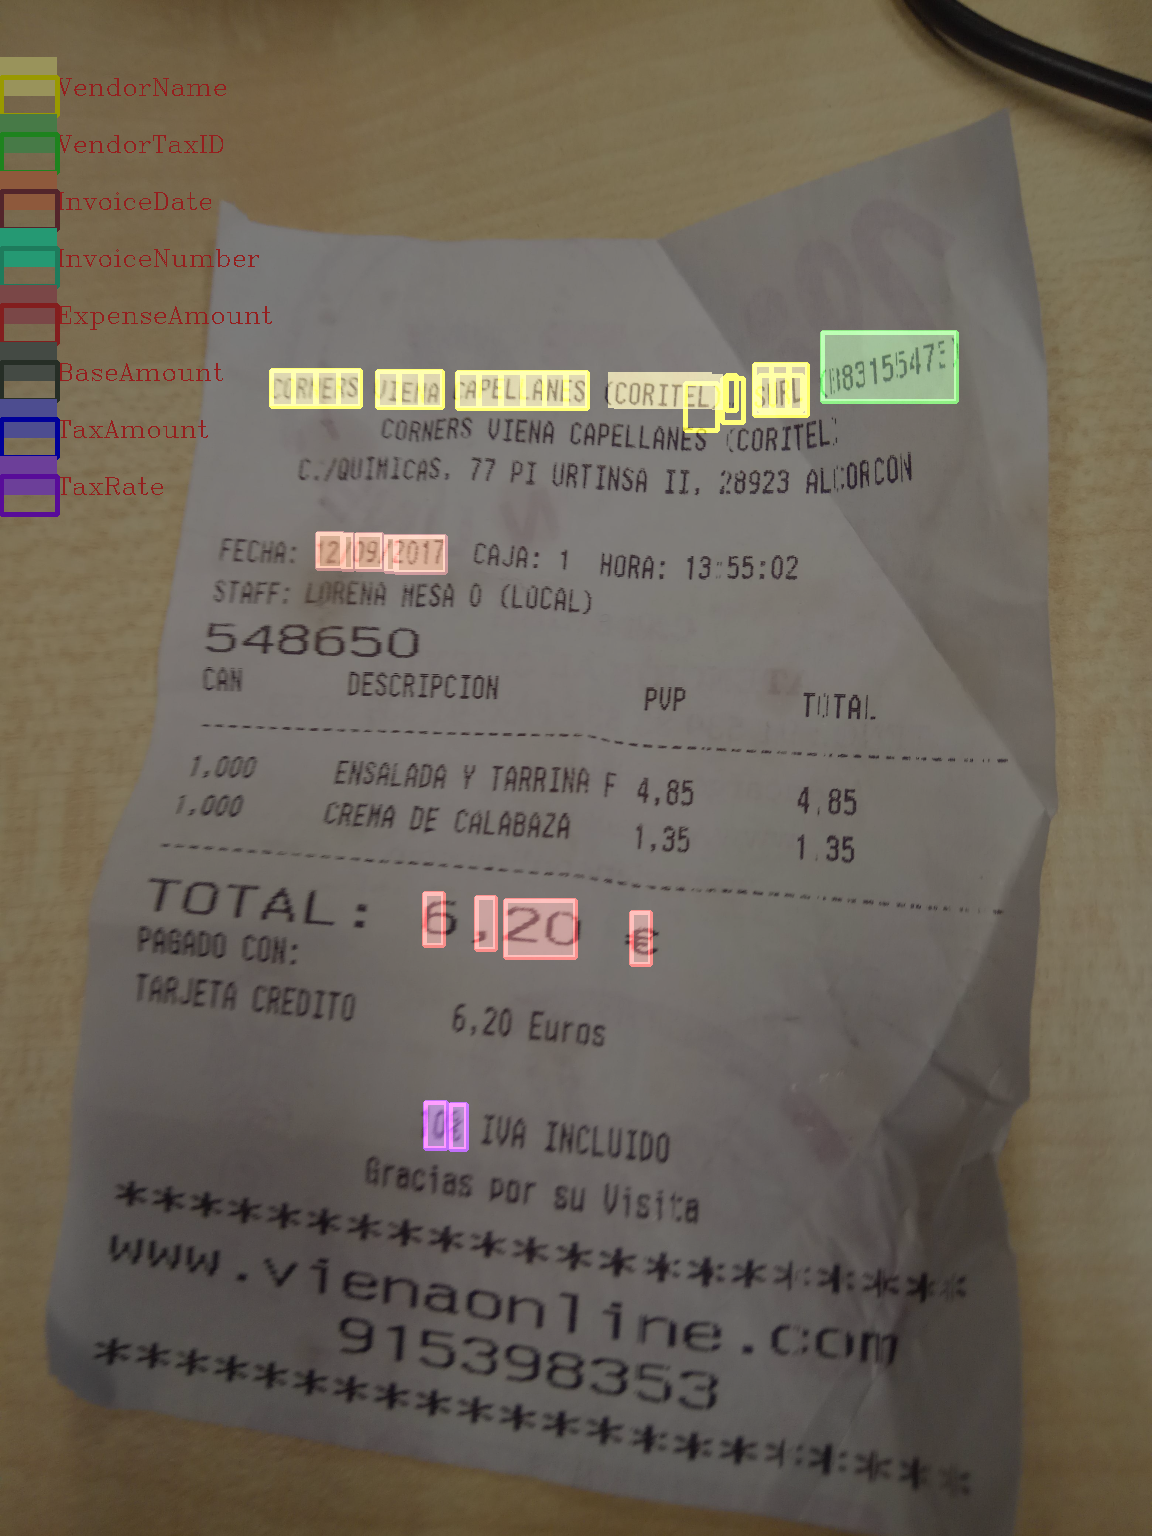 VendorName
VendorTaxID
InvoiceDate
InvoiceNumber
ExpenseAmount
BaseAmount
TaxAmount
TaxRate
CORNERS VIENA CAPELLANES (CORITEL)
CORNERS VIENA CAPELLANES (CORITEL)
C./QUIMICAS, 77 PI URTINSA II, 28923 ALCORCON
FECHA: 12/09/2017 CAJA: 1 HORA: 13:55:02
STAFF: LORENA MESA O (LOCAL)
548650
CAN DESCRIPCION PVP TOTAL
1,000 ENSALADA Y TARRINA F 4,85 4,85
1,000 CREMA DE CALABAZA 1,35 1,35
TOTAL: 6,20 €
PAGADO CON:
TARJETA CREDITO 6,20 Euros
10% IVA INCLUIDO
Gracias por su Visita
**********************
www.vienaonline.com
915398353
**********************